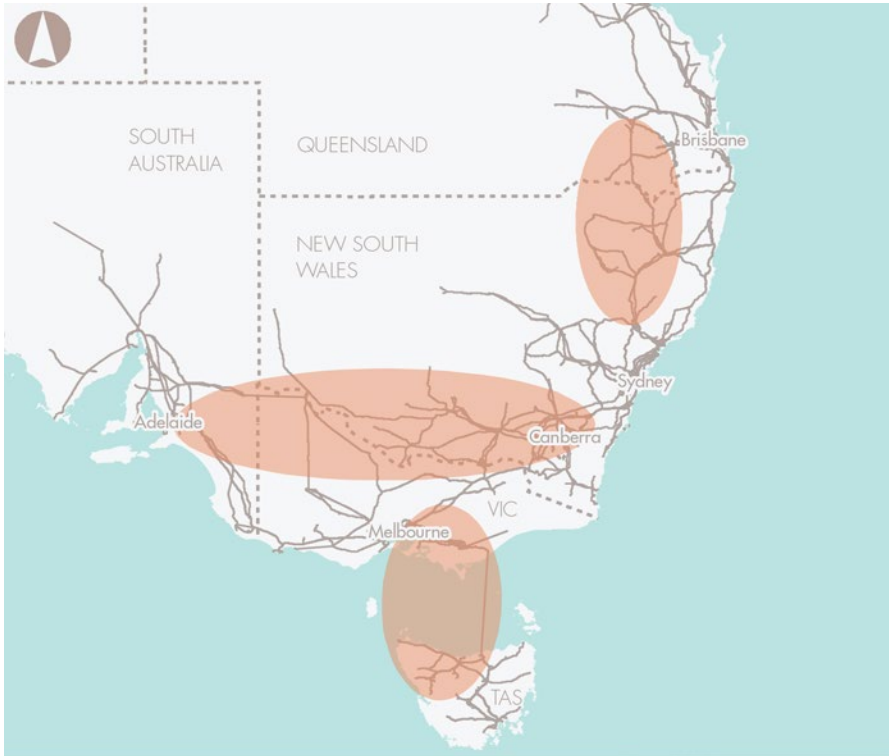 SOUTH
AUSTRALIA
QUEENSLAND
Brisbane
NEW SOUTH
WALES
Sydney
Adelaide
Canberra
VIC
Melbourne
TAS